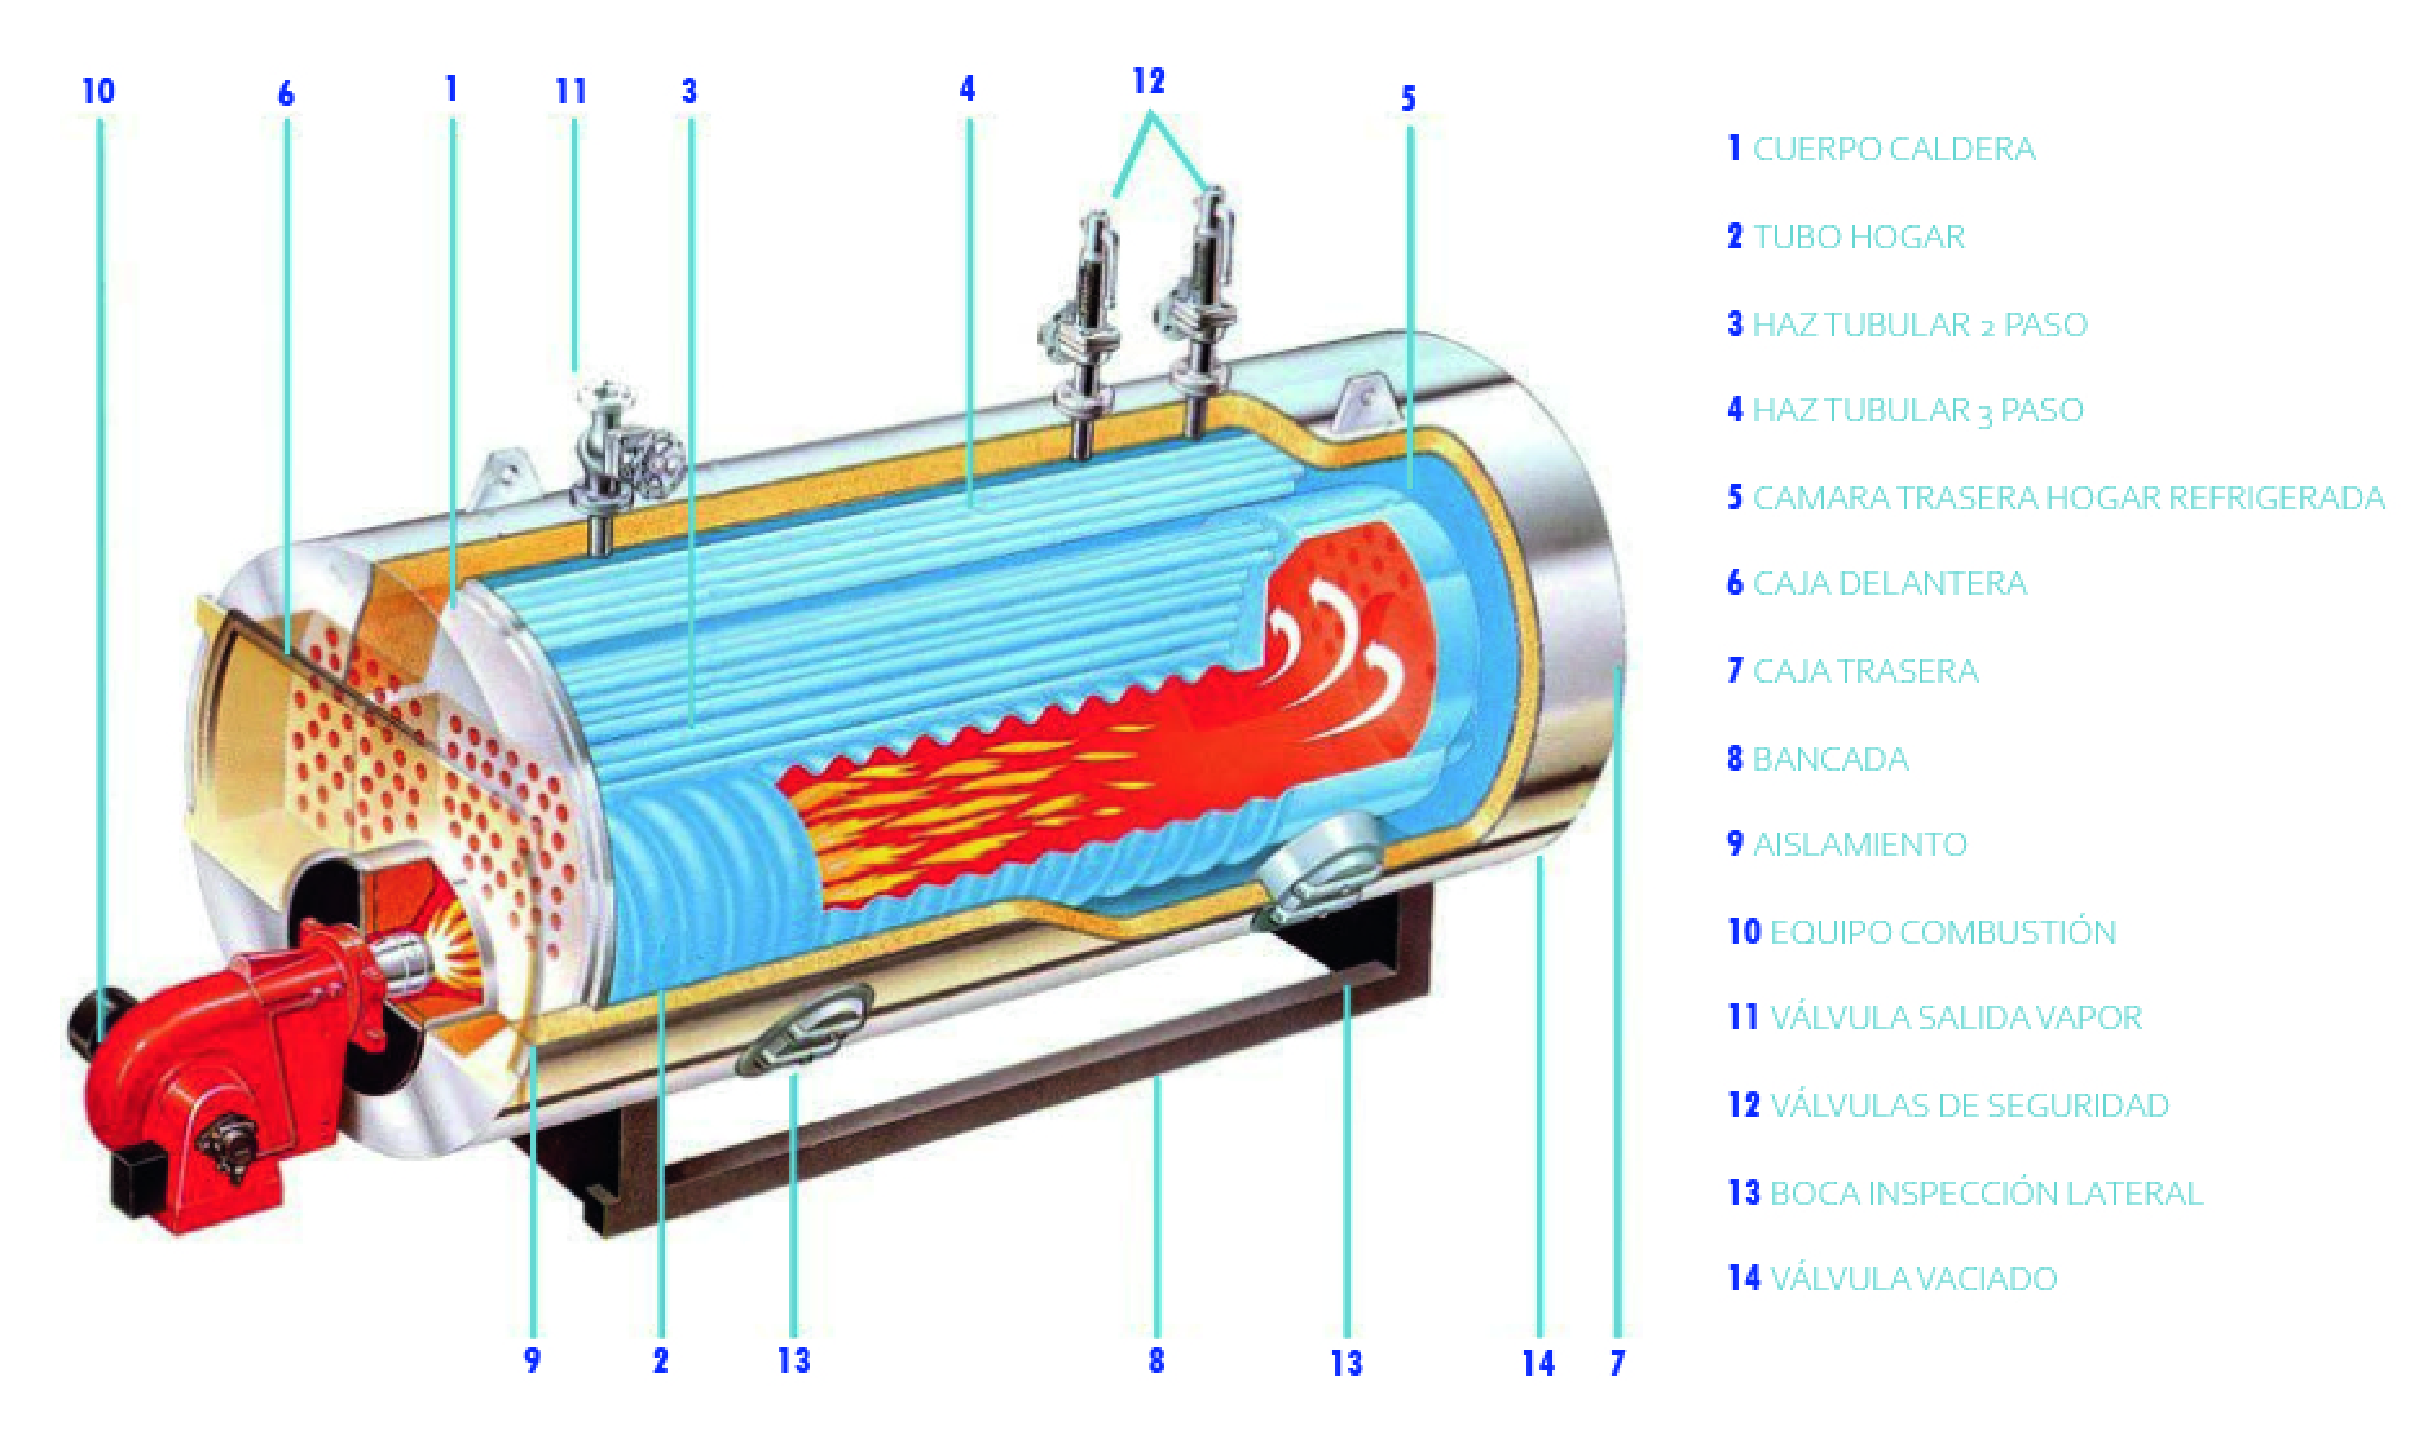 10 6 1 11 3 4 12 5
1 CUERPO CALDERA
2 TUBO HOGAR
3 HAZ TUBULAR 2 PASO
4 HAZ TUBULAR 3 PASO
5 CAMARA TRASERA HOGAR REFRIGERADA
6 CAJA DELANTERA
7 CAJA TRASERA
8 BANCADA
9 AISLAMIENTO
10 EQUIPO COMBUSTIÓN
11 VÁLVULA SALIDA VAPOR
12 VÁLVULAS DE SEGURIDAD
13 BOCA INSPECCIÓN LATERAL
14 VÁLVULA VACIADO
9 2 13 8 13 14 7